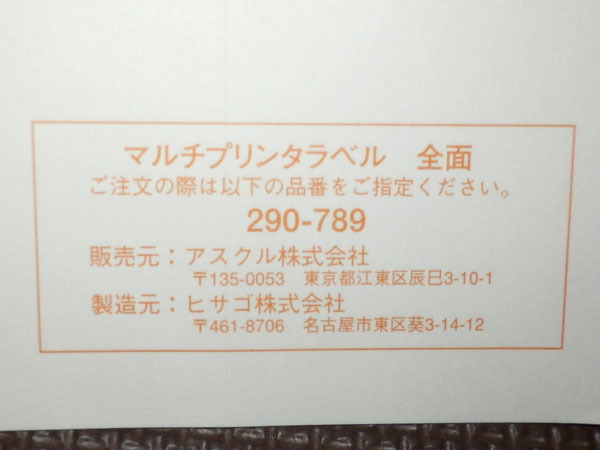 マルチプリンタラベル　全面
ご注文の際は以下の品番をご指定ください。
290-789
販売元：アスクル株式会社
〒135-0053　東京都江東区辰巳3-10-1
製造元：ヒサゴ株式会社
〒461-8706　名古屋市東区葵3-14-12